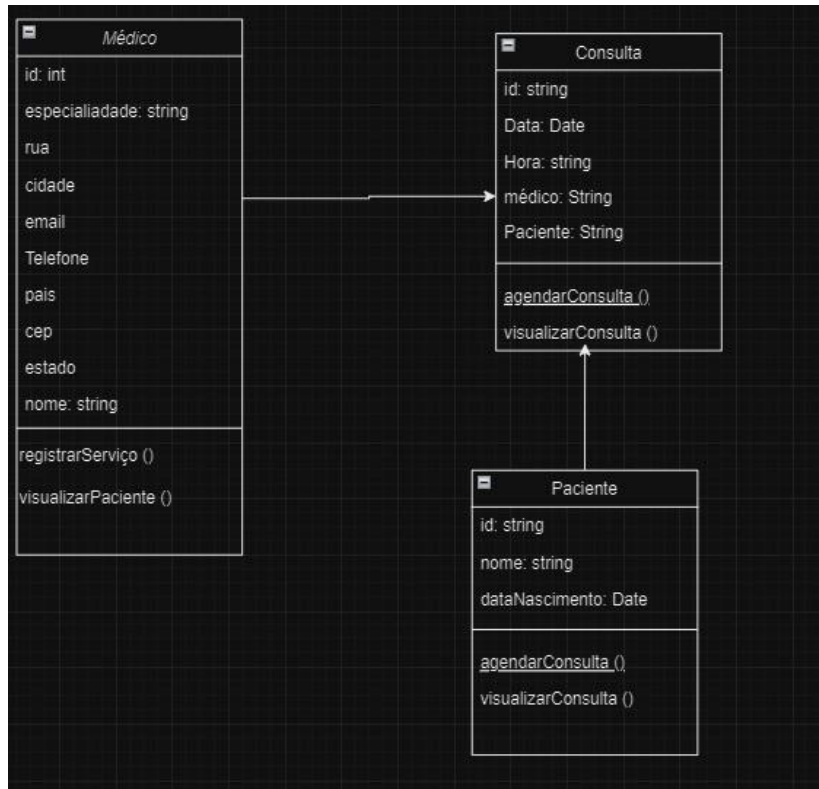 Médico
id: int
especialiadade: string
rua
cidade
email
Telefone
pais
cep
estado
nome: string
registrarServiço ()
visualizarPaciente ()
Consulta
id: string
Data: Date
Hora: string
médico: String
Paciente: String
agendarConsulta ()
visualizarConsulta ()
Paciente
id: string
nome: string
dataNascimento: Date
agendarConsulta ()
visualizarConsulta ()